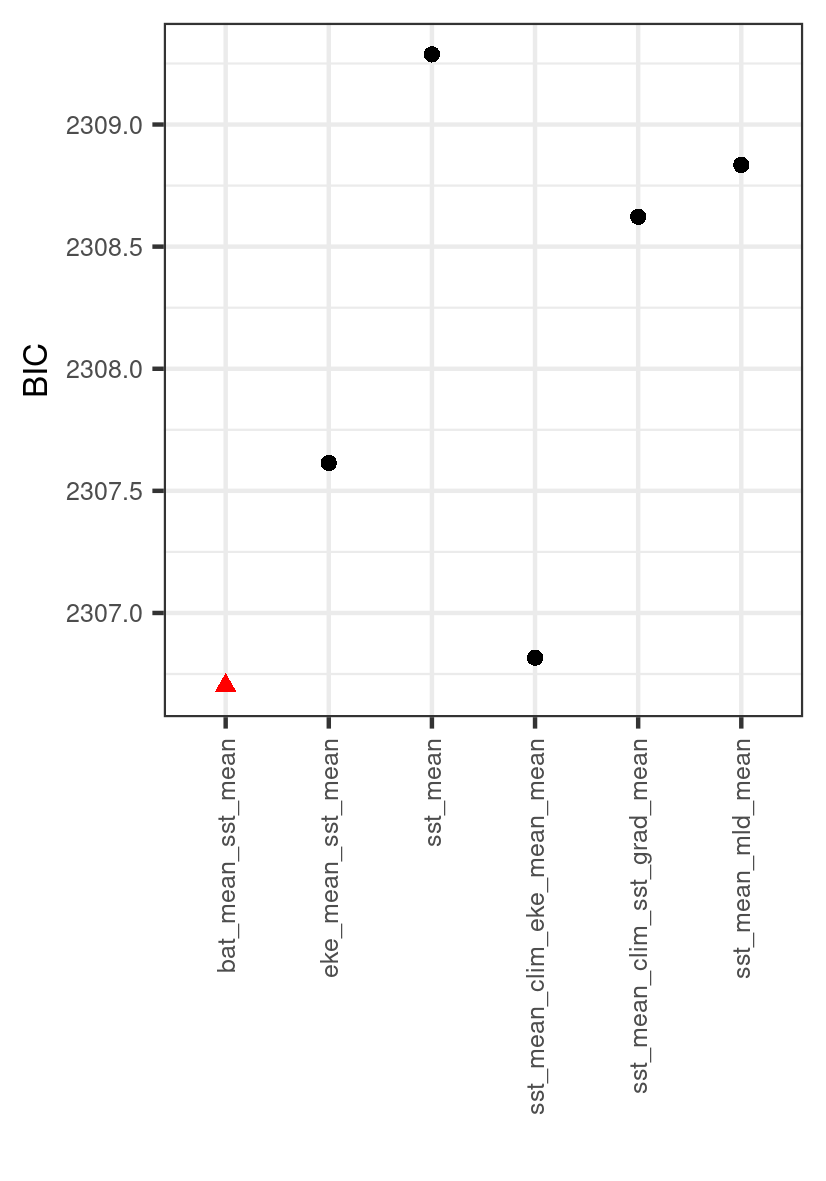 BIC
2309.0
2308.5
2308.0
2307.5
2307.0
bat_mean_sst_mean
eke_mean_sst_mean
sst_mean
sst_mean_clim_eke_mean_mean
sst_mean_clim_sst_grad_mean
sst_mean_mld_mean